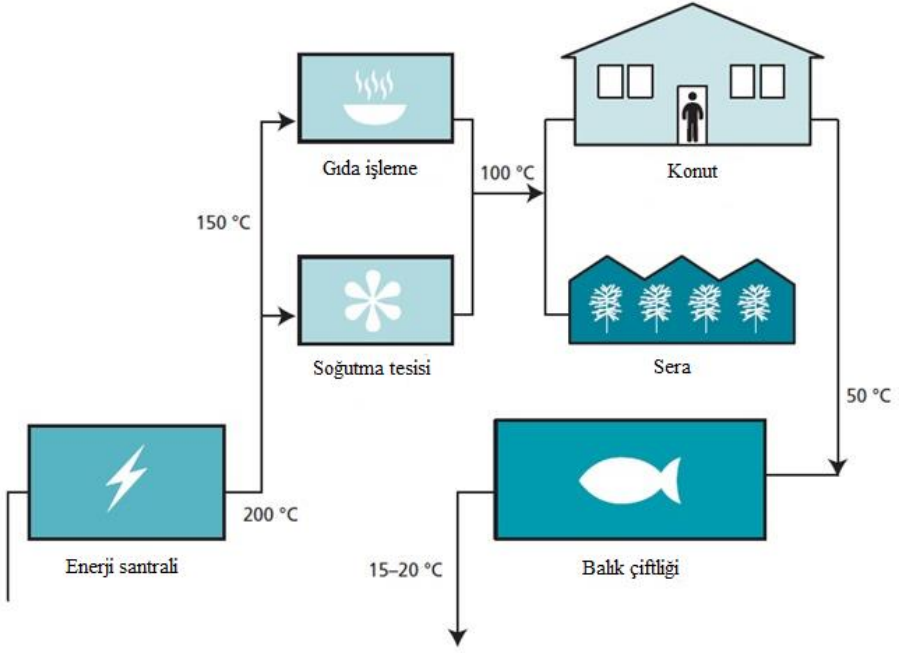 Gıda işleme
Konut
100 °C
150 °C
Soğutma tesisi
Sera
50 °C
200 °C
Enerji santrali
15–20 °C
Balık çiftliği